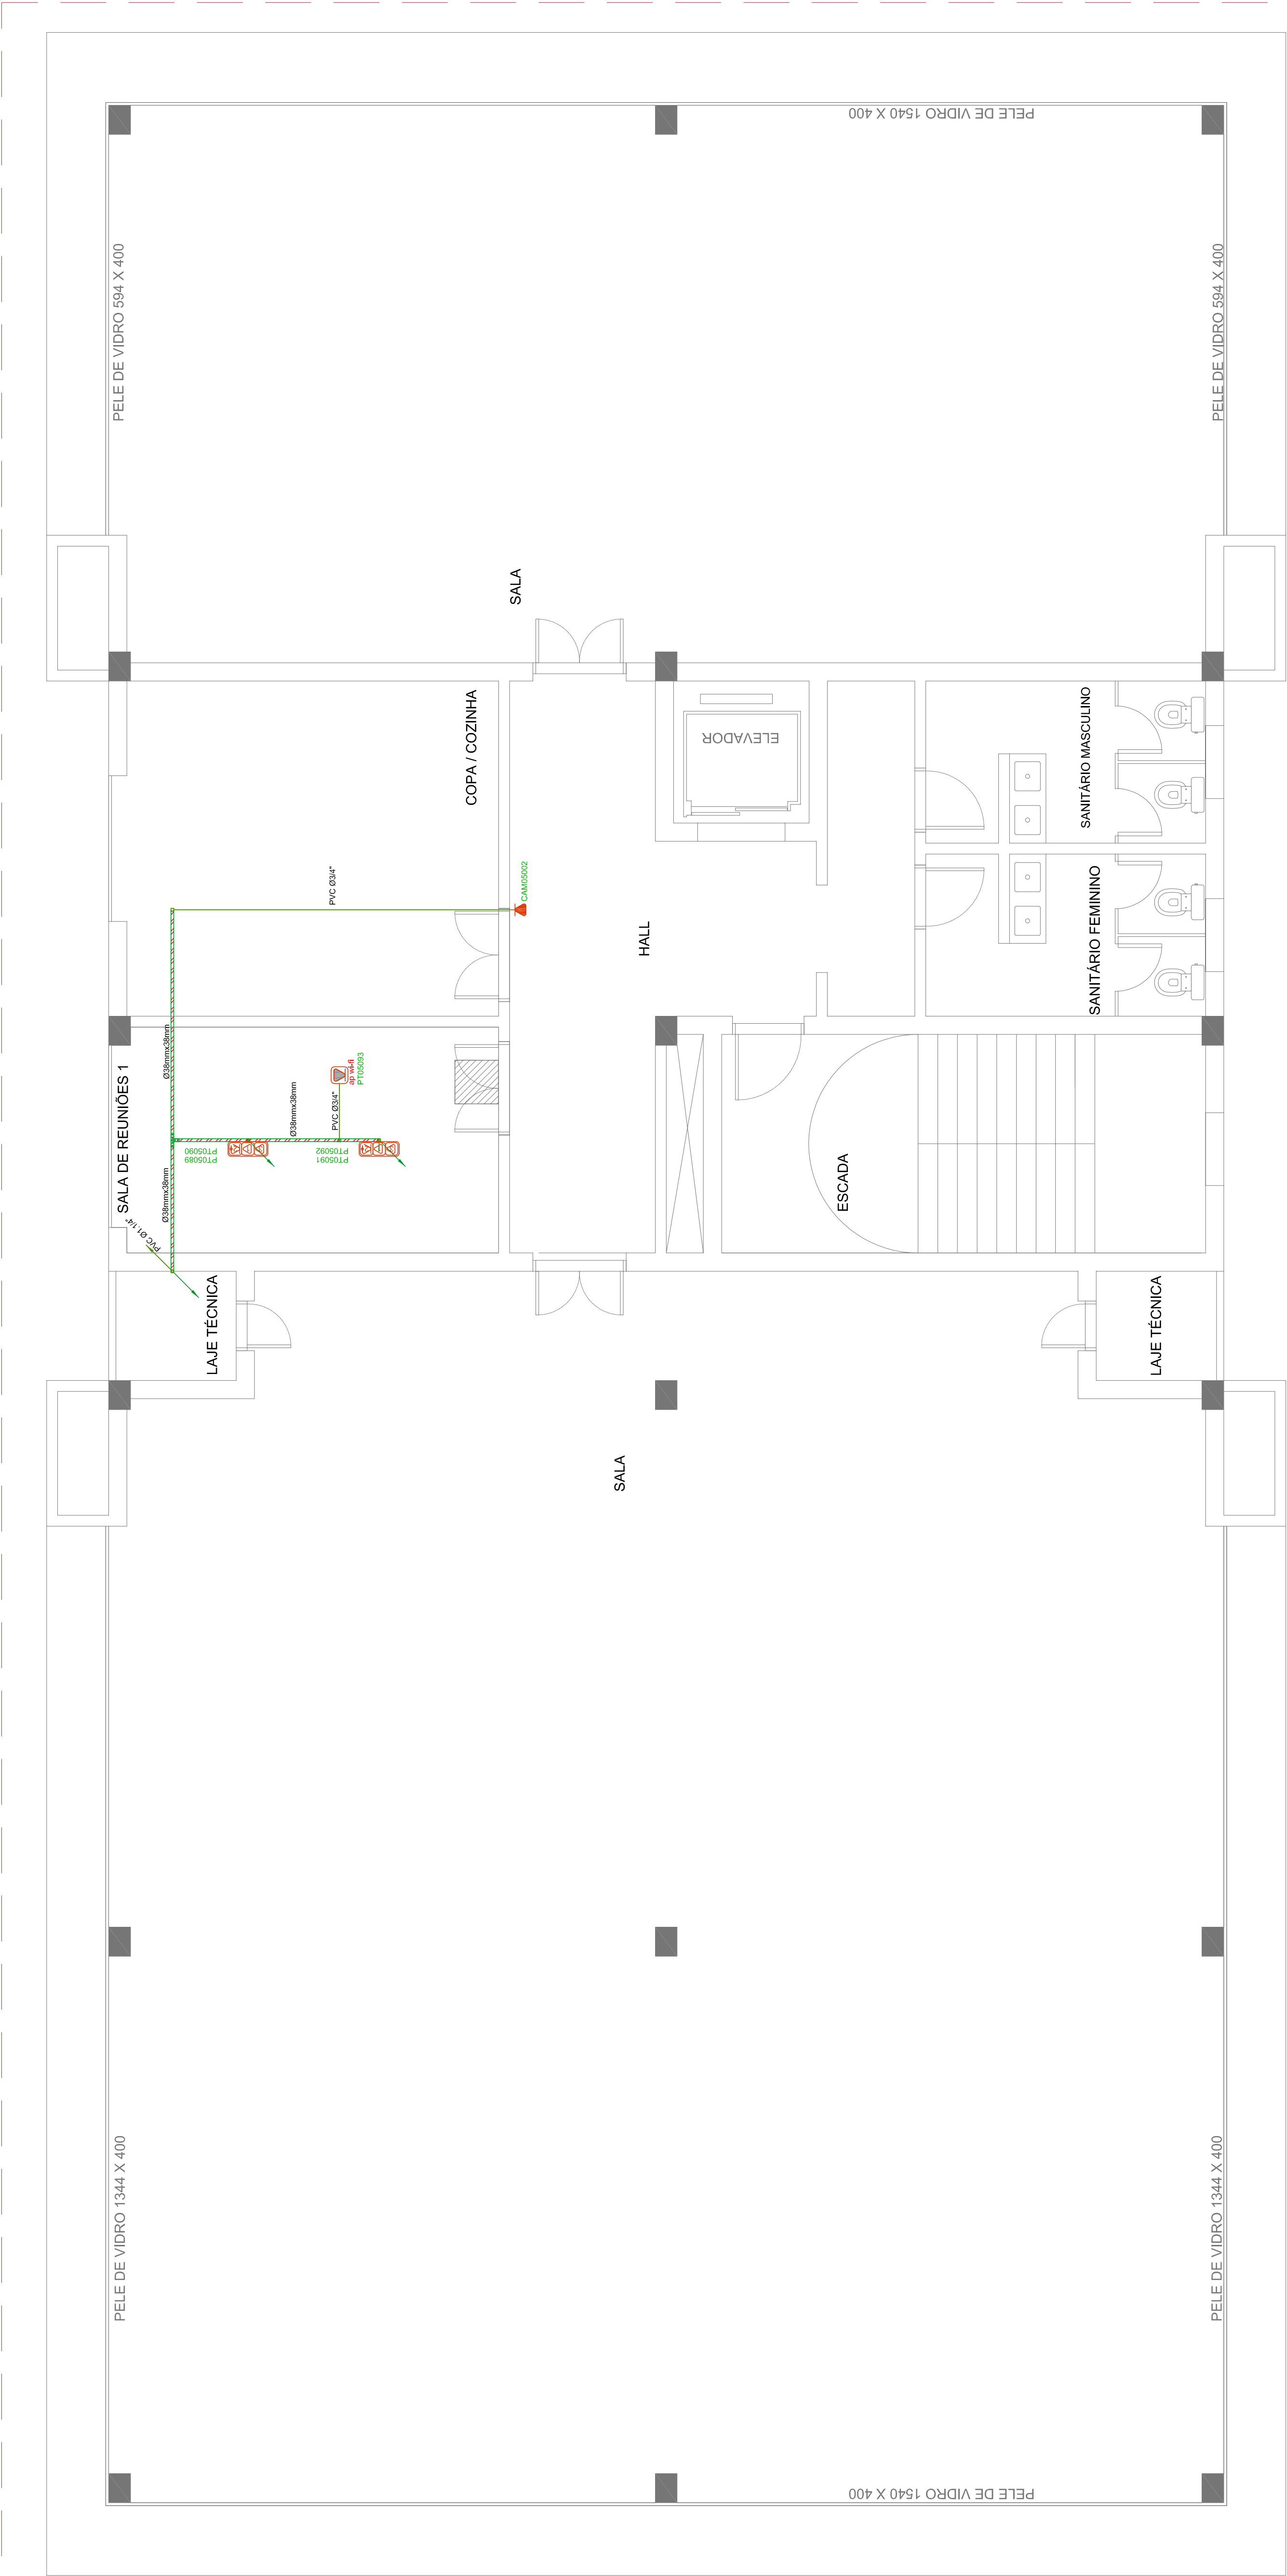 PELE DE VIDRO 1540 X 400
PELE DE VIDRO 594 X 400
PELE DE VIDRO 594 X 400
SALA
COPA / COZINHA
ELEVADOR
SANITÁRIO MASCULINO
PVC Ø3/4"
CAM05002
HALL
SANITÁRIO FEMININO
SALA DE REUNIÕES 1
Ø38mmx38mm
Ø38mmx38mm
PVC Ø3/4"
ap wi-fi
PT05093
PT05089
PT05090
PT05091
PT05092
Ø38mmx38mm
PVC Ø1.1/4"
ESCADA
LAJE TÉCNICA
LAJE TÉCNICA
SALA
PELE DE VIDRO 1344 X 400
PELE DE VIDRO 1344 X 400
PELE DE VIDRO 1540 X 400